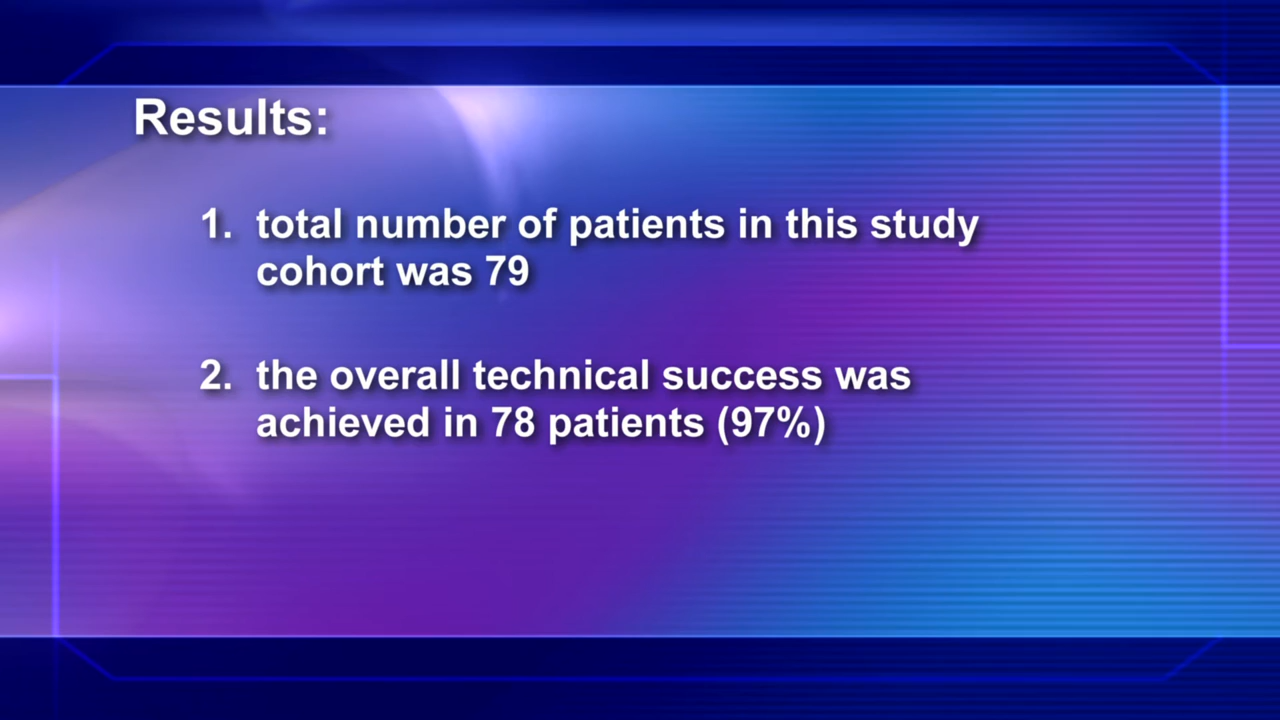 Results:
1. total number of patients in this study
cohort was 79
2. the overall technical success was
achieved in 78 patients (97%)